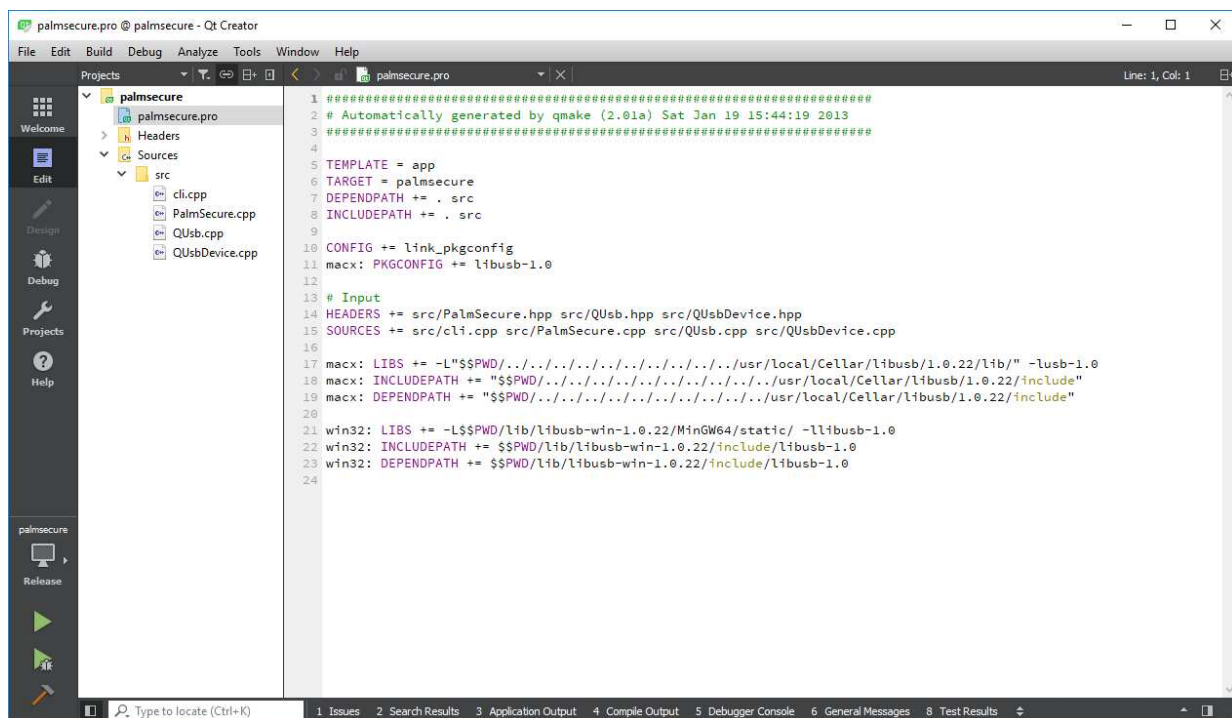 palmsecure.pro @ palmsecure - Qt Creator
File Edit Build Debug Analyze Tools Window Help
Projects
palmsecure.pro
Line: 1, Col: 1
Welcome
Edit
Design
Debug
Projects
Help
palmsecure
Release
palmsecure
palmsecure.pro
Headers
Sources
src
cli.cpp
PalmSecure.cpp
QUsb.cpp
QUsbDevice.cpp
1 ######################################################################
2 # Automatically generated by qmake (2.01a) Sat Jan 19 15:44:19 2013
3 ######################################################################
4
5 TEMPLATE = app
6 TARGET = palmsecure
7 DEPENDPATH += . src
8 INCLUDEPATH += . src
9
10 CONFIG += link_pkgconfig
11 macx: PKGCONFIG += libusb-1.0
12
13 # Input
14 HEADERS += src/PalmSecure.hpp src/QUsb.hpp src/QUsbDevice.hpp
15 SOURCES += src/cli.cpp src/PalmSecure.cpp src/QUsb.cpp src/QUsbDevice.cpp
16
17 macx: LIBS += -L"$$PWD/../../../../../../../../../../usr/local/Cellar/libusb/1.0.22/lib/" -lusb-1.0
18 macx: INCLUDEPATH += "$$PWD/../../../../../../../../../../usr/local/Cellar/libusb/1.0.22/include"
19 macx: DEPENDPATH += "$$PWD/../../../../../../../../../../usr/local/Cellar/libusb/1.0.22/include"
20
21 win32: LIBS += -L$$PWD/lib/libusb-win-1.0.22/MinGW64/static/ -llibusb-1.0
22 win32: INCLUDEPATH += $$PWD/lib/libusb-win-1.0.22/include/libusb-1.0
23 win32: DEPENDPATH += $$PWD/lib/libusb-win-1.0.22/include/libusb-1.0
24
Type to locate (Ctrl+K)
1 Issues 2 Search Results 3 Application Output 4 Compile Output 5 Debugger Console 6 General Messages 8 Test Results